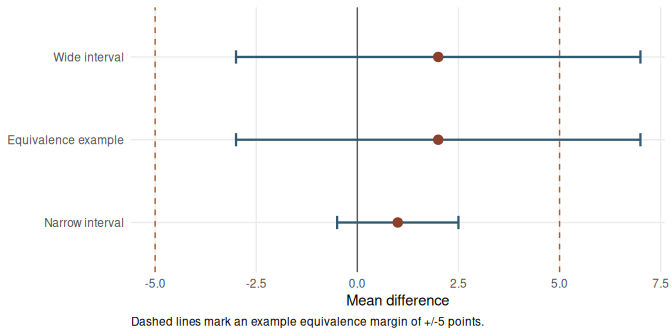 Wide interval
Equivalence example
Narrow interval
-5.0 -2.5 0.0 2.5 5.0 7.5
Mean difference
Dashed lines mark an example equivalence margin of +/-5 points.